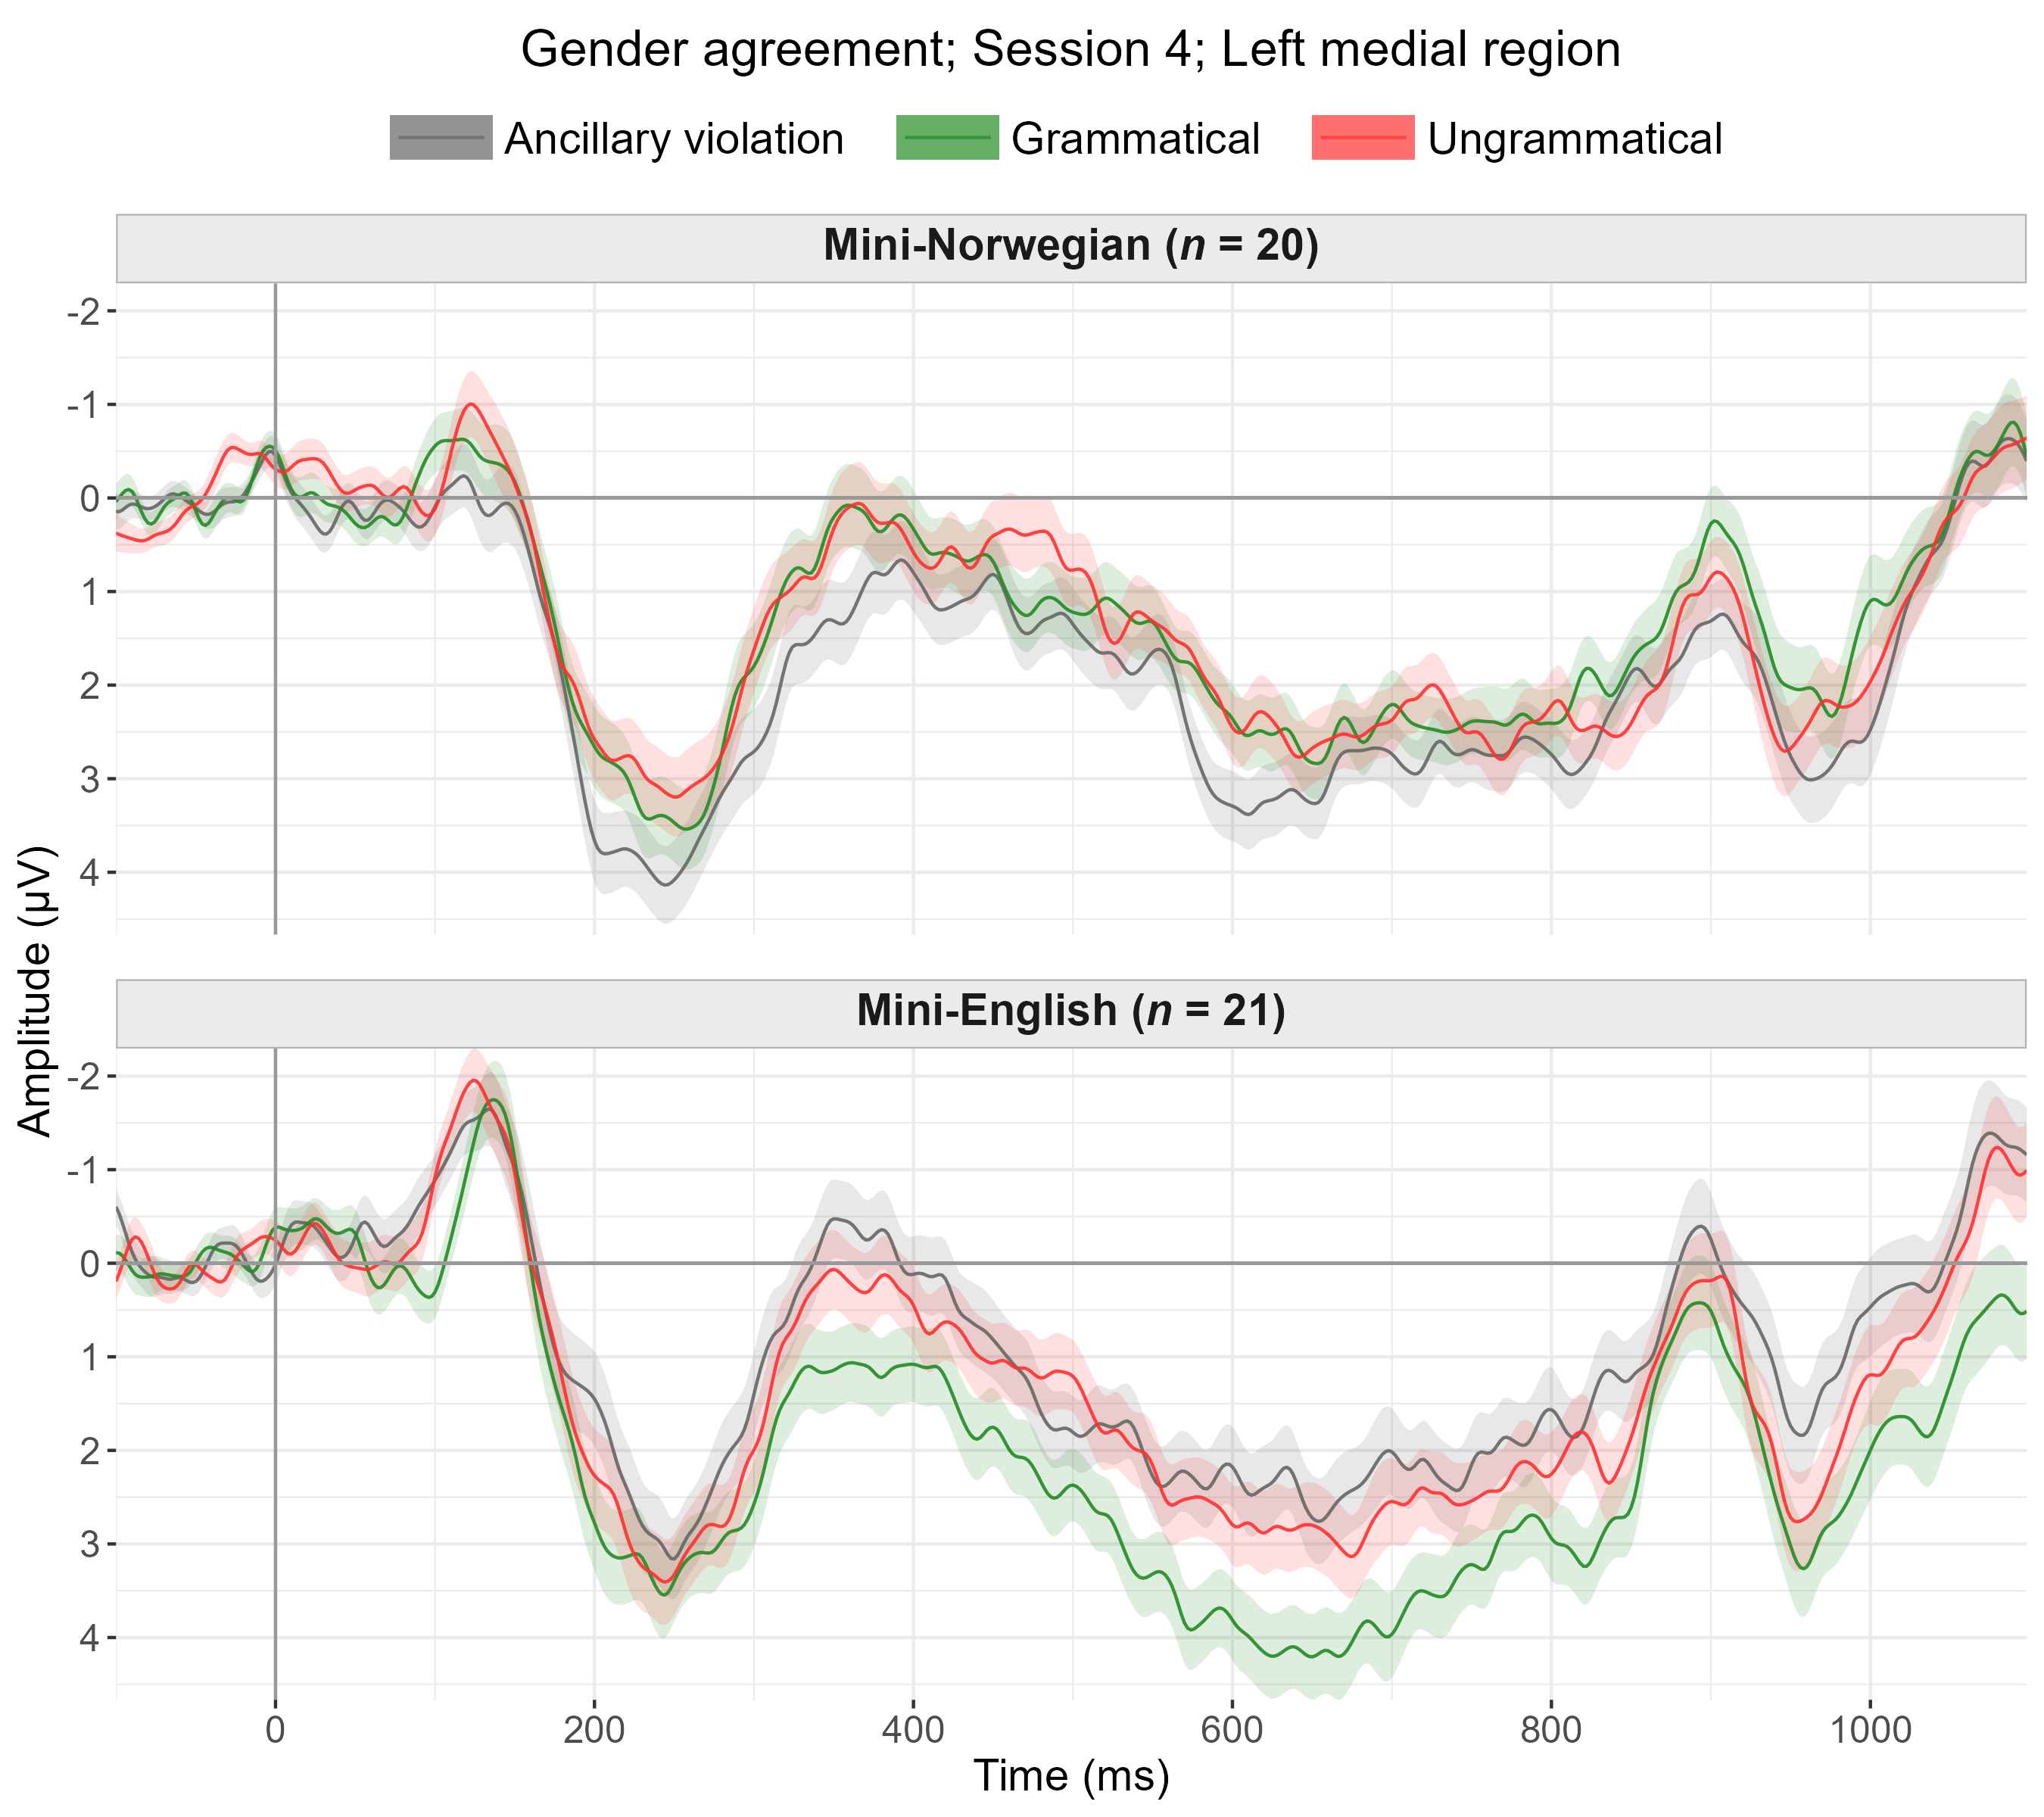 Gender agreement; Session 4; Left medial region
Ancillary violation Grammatical Ungrammatical
Mini-Norwegian (n = 20)
-2
-1
0
1
2
3
4
Mini-English (n = 21)
-2
-1
0
1
2
3
4
0 200 400 600 800 1000
Time (ms)
Amplitude (µV)